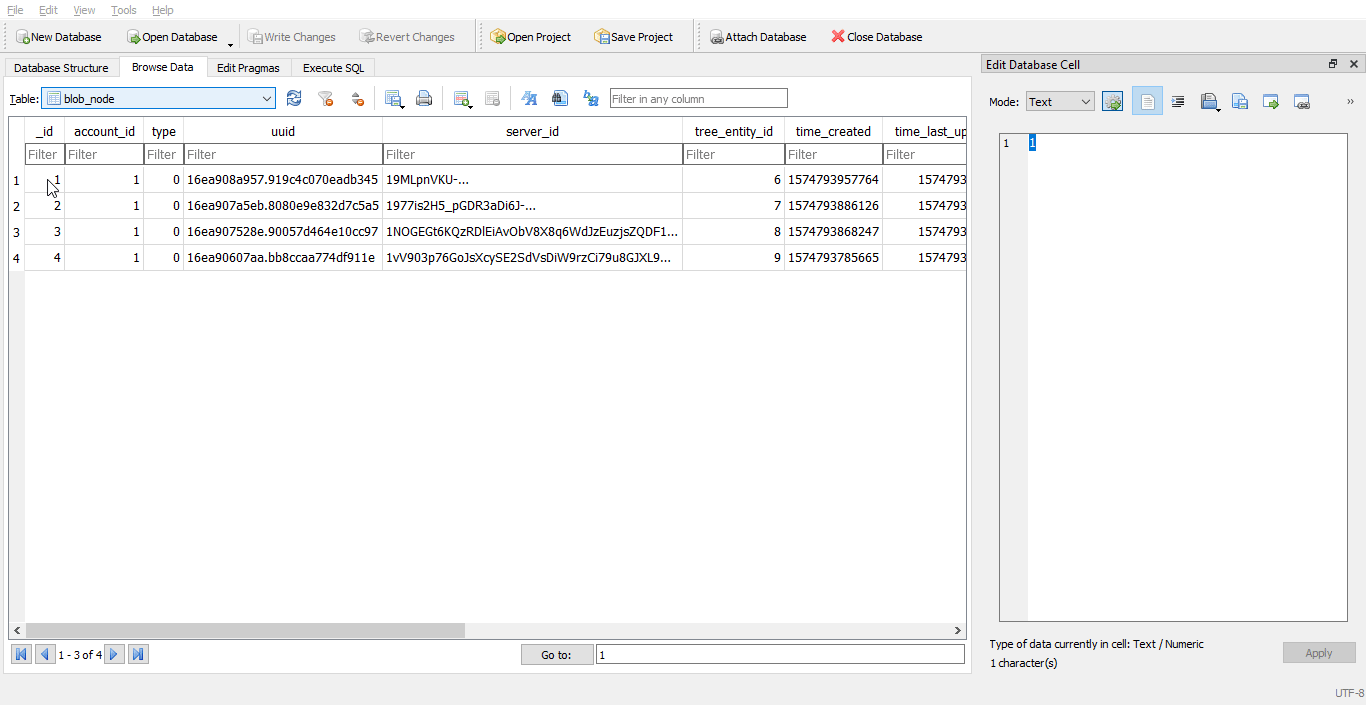 File Edit View Tools Help
New Database Open Database Write Changes Revert Changes Open Project Save Project Attach Database Close Database
Database Structure Browse Data Edit Pragmas Execute SQL
Table: blob_node Filter in any column
_id account_id type uuid server_id tree_entity_id time_created time_last_up
Filter Filter Filter Filter Filter Filter Filter Filter
1 1 1 0 16ea908a957.919c4c070eadb345 19MLpnVKU-... 6 1574793957764 1574793
2 2 1 0 16ea907a5eb.8080e9e832d7c5a5 1977is2H5_pGDR3aDi6J-... 7 1574793886126 1574793
3 3 1 0 16ea907528e.90057d464e10cc97 1NOGEGt6KQzRDlEiAvObV8X8q6WdJzEuzjsZQDF1... 8 1574793868247 1574793
4 4 1 0 16ea90607aa.bb8ccaa774df911e 1vV903p76GoJsXcySE2SdVsDiW9rzCi79u8GJXL9... 9 1574793785665 1574793
1 - 3 of 4 Go to: 1
Edit Database Cell
Mode: Text
1 1
Type of data currently in cell: Text / Numeric
1 character(s)
Apply
UTF-8